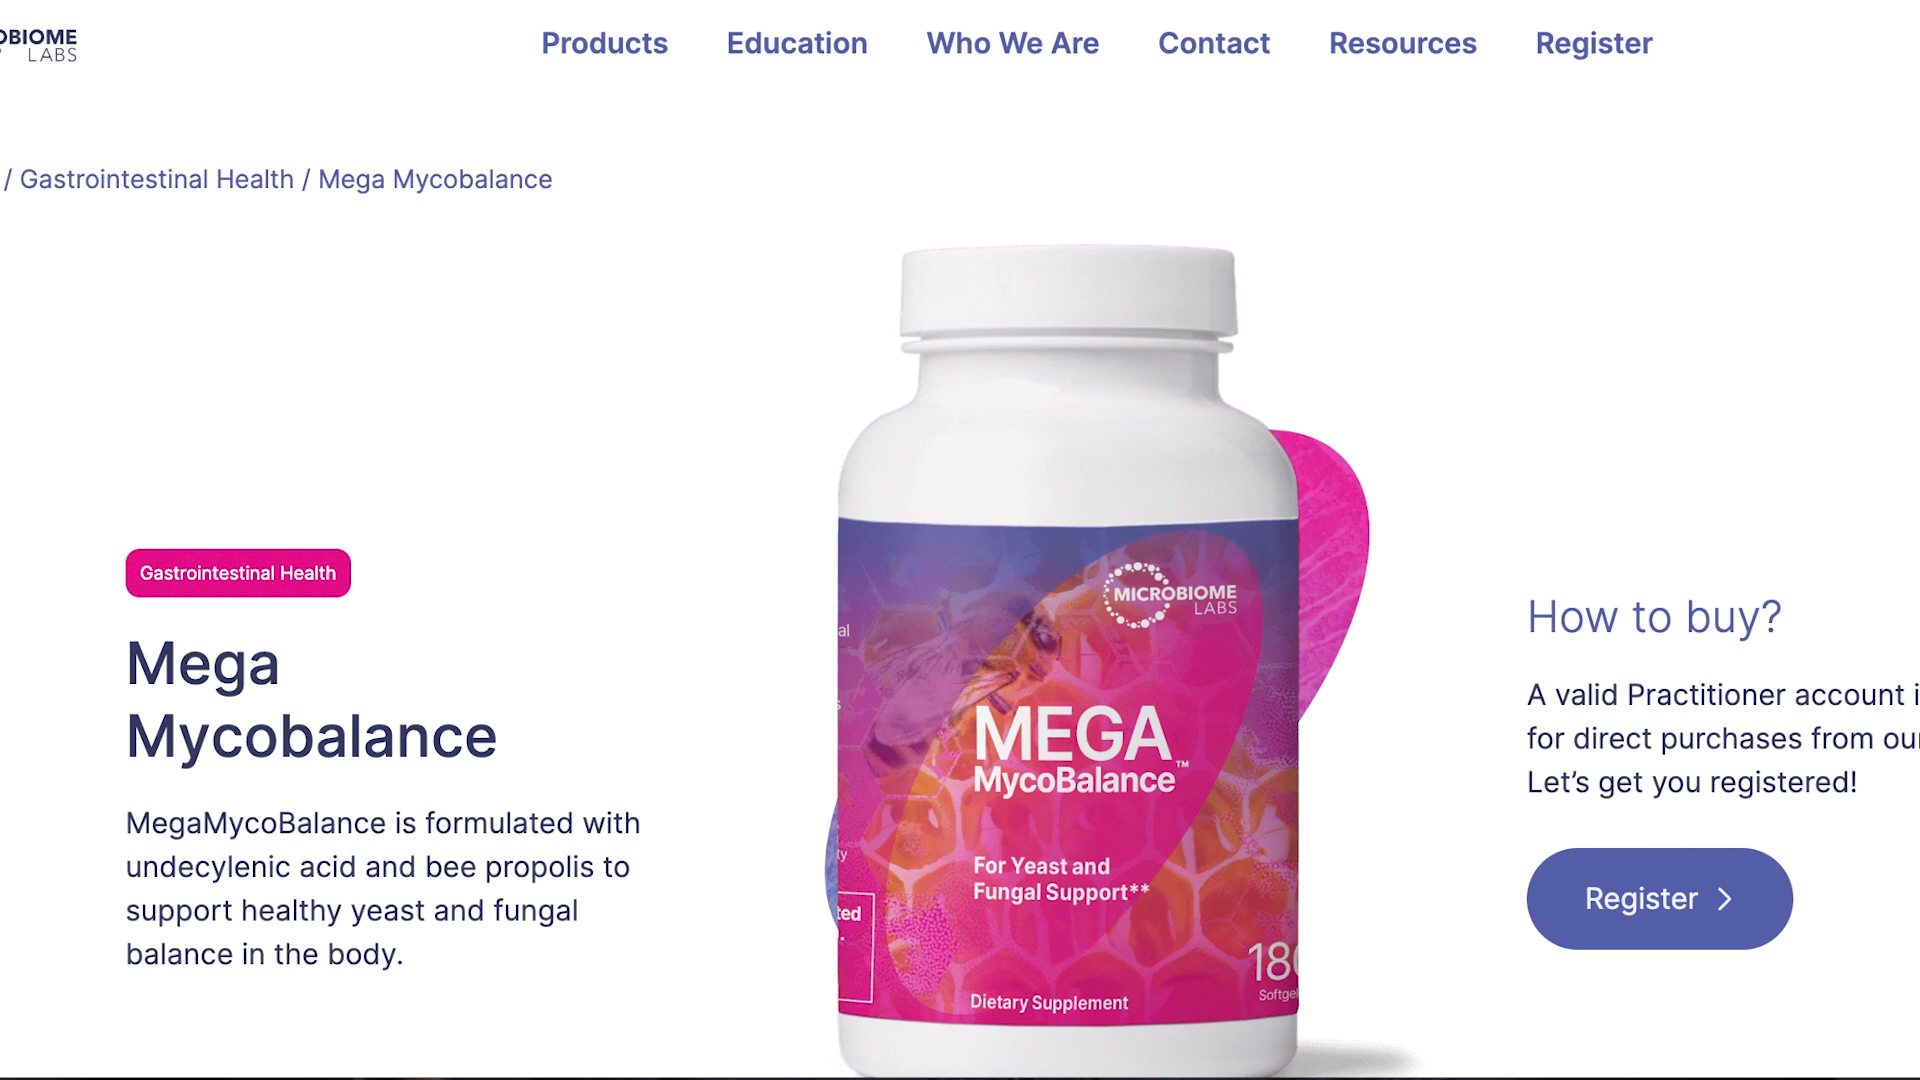 OBIOME
LABS
Products Education Who We Are Contact Resources Register
/ Gastrointestinal Health / Mega Mycobalance
Gastrointestinal Health
Mega
Mycobalance
MegaMycoBalance is formulated with
undecylenic acid and bee propolis to
support healthy yeast and fungal
balance in the body.
MICROBIOME
LABS
MEGA
MycoBalance™
For Yeast and
Fungal Support**
180
Dietary Supplement
How to buy?
A valid Practitioner account
for direct purchases from
Let’s get you registered!
Register